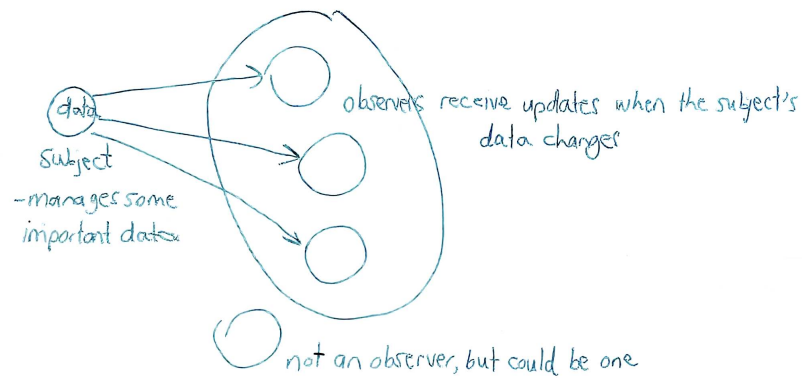 data
subject
-manages some
important data
observers receive updates when the subject's
data changes
not an observer, but could be one